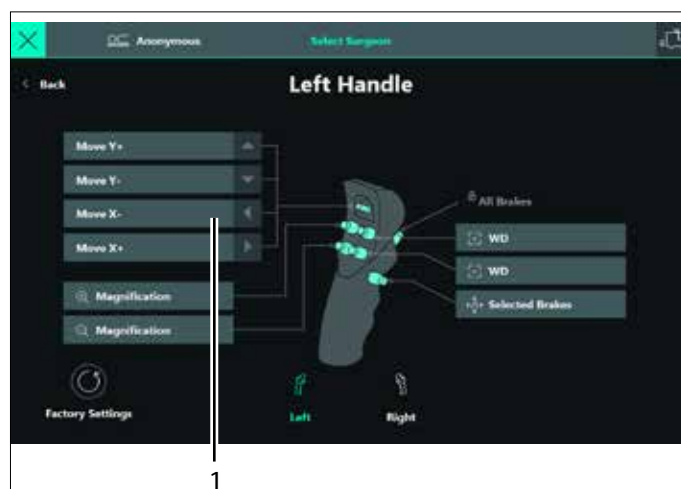 Anonymous Select Surgeon
Back
Left Handle
Move Y+
Move Y-
Move X-
Move X+
Magnification
Magnification
All Brakes
WD
WD
Selected Brakes
Factory Settings
Left
Right
1